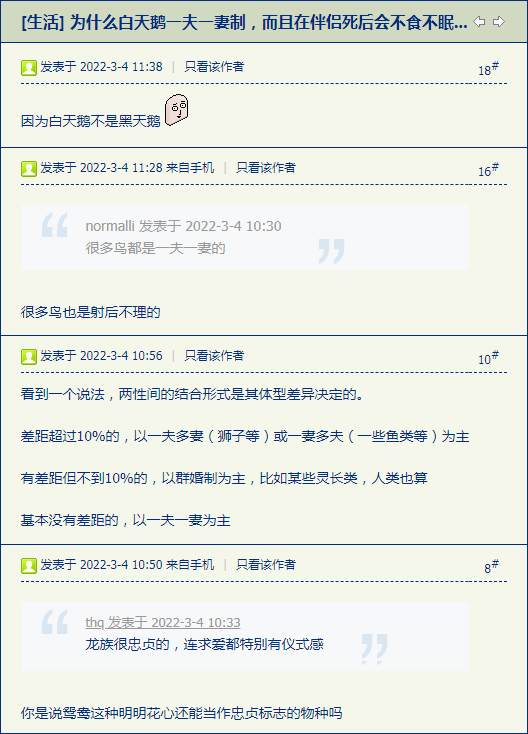 [生活] 为什么白天鹅一夫一妻制，而且在伴侣死后会不食不眠...
发表于 2022-3-4 11:38 | 只看该作者 18#
因为白天鹅不是黑天鹅
发表于 2022-3-4 11:28 来自手机 | 只看该作者 16#
normalli 发表于 2022-3-4 10:30
很多鸟都是一夫一妻的
很多鸟也是射后不理的
发表于 2022-3-4 10:56 | 只看该作者 10#
看到一个说法，两性间的结合形式是其体型差异决定的。
差距超过10%的，以一夫多妻（狮子等）或一妻多夫（一些鱼类等）为主
有差距但不到10%的，以群婚制为主，比如某些灵长类，人类也算
基本没有差距的，以一夫一妻为主
发表于 2022-3-4 10:50 来自手机 | 只看该作者 8#
thq 发表于 2022-3-4 10:33
龙族很忠贞的，连求爱都特别有仪式感
你是说鸳鸯这种明明花心还能当作忠贞标志的物种吗